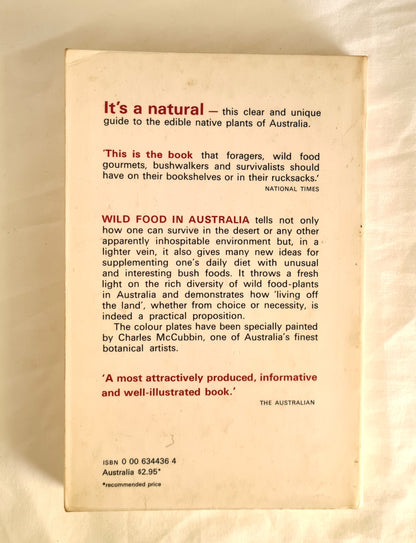 It's a natural — this clear and unique
guide to the edible native plants of Australia.
'This is the book that foragers, wild food
gourmets, bushwalkers and survivalists should
have on their bookshelves or in their rucksacks.'
NATIONAL TIMES
WILD FOOD IN AUSTRALIA tells not only
how one can survive in the desert or any other
apparently inhospitable environment but, in a
lighter vein, it also gives many new ideas for
supplementing one's daily diet with unusual
and interesting bush foods. It throws a fresh
light on the rich diversity of wild food-plants
in Australia and demonstrates how 'living off
the land', whether from choice or necessity, is
indeed a practical proposition.
The colour plates have been specially painted
by Charles McCubbin, one of Australia's finest
botanical artists.
'A most attractively produced, informative
and well-illustrated book.'
THE AUSTRALIAN
ISBN 0 00 634436 4
Australia $2.95*
*recommended price